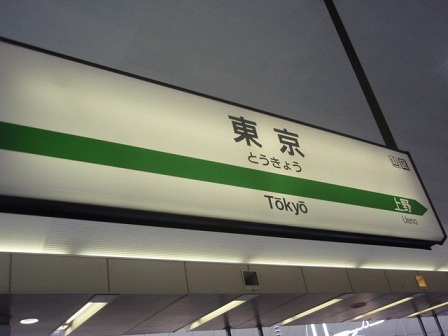 東京
とうきょう
Tōkyō
上野
Ueno